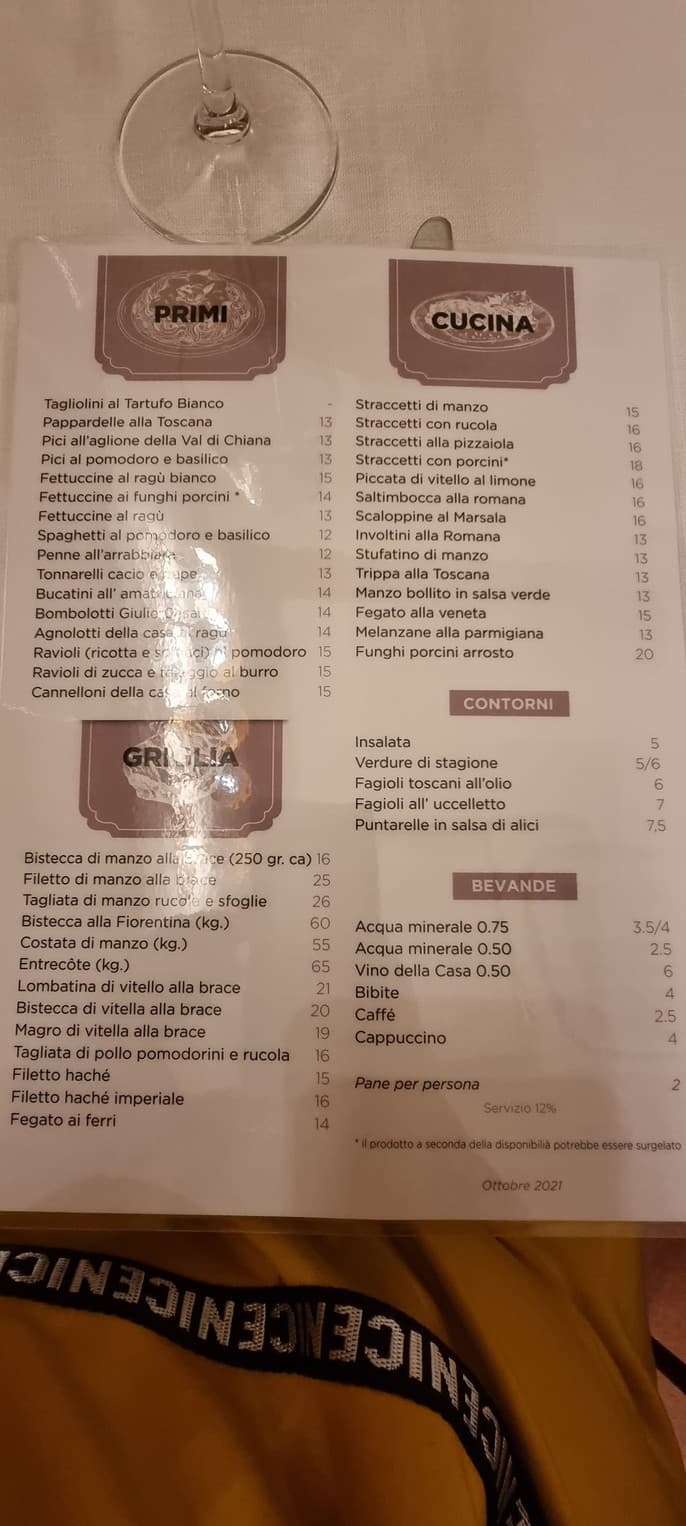 PRIMI
Tagliolini al Tartufo Bianco -
Pappardelle alla Toscana 13
Pici all'aglione della Val di Chiana 13
Pici al pomodoro e basilico 13
Fettuccine al ragù bianco 15
Fettuccine ai funghi porcini * 14
Fettuccine al ragù 13
Spaghetti al pomodoro e basilico 12
Penne all'arrabbiata 12
Tonnarelli cacio e pepe 13
Bucatini all' amatriciana 14
Bombolotti 14
Agnolotti della casa al ragù 14
Ravioli (ricotta e spinaci) al pomodoro 15
Ravioli di zucca e taleggio al burro 15
Cannelloni della casa al forno 15
GRIGLIA
Bistecca di manzo alla brace (250 gr. ca) 16
Filetto di manzo alla brace 25
Tagliata di manzo rucola e sfoglie 26
Bistecca alla Fiorentina (kg.) 60
Costata di manzo (kg.) 55
Entrecôte (kg.) 65
Lombatina di vitello alla brace 21
Bistecca di vitella alla brace 20
Magro di vitella alla brace 19
Tagliata di pollo pomodorini e rucola 16
Filetto haché 15
Filetto haché imperiale 16
Fegato ai ferri 14
CUCINA
Straccetti di manzo 15
Straccetti con rucola 16
Straccetti alla pizzaiola 16
Straccetti con porcini* 18
Piccata di vitello al limone 16
Saltimbocca alla romana 16
Scaloppine al Marsala 16
Involtini alla Romana 13
Stufatino di manzo 13
Trippa alla Toscana 13
Manzo bollito in salsa verde 13
Fegato alla veneta 15
Melanzane alla parmigiana 13
Funghi porcini arrosto 20
CONTORNI
Insalata 5
Verdure di stagione 5/6
Fagioli toscani all'olio 6
Fagioli all' uccelletto 7
Puntarelle in salsa di alici 7,5
BEVANDE
Acqua minerale 0.75 3.5/4
Acqua minerale 0.50 2.5
Vino della Casa 0.50 6
Bibite 4
Caffé 2.5
Cappuccino 4
Pane per persona 2
Servizio 12%
* il prodotto a seconda della disponibilià potrebbe essere surgelato
Ottobre 2021
NICENICENICENICENICE